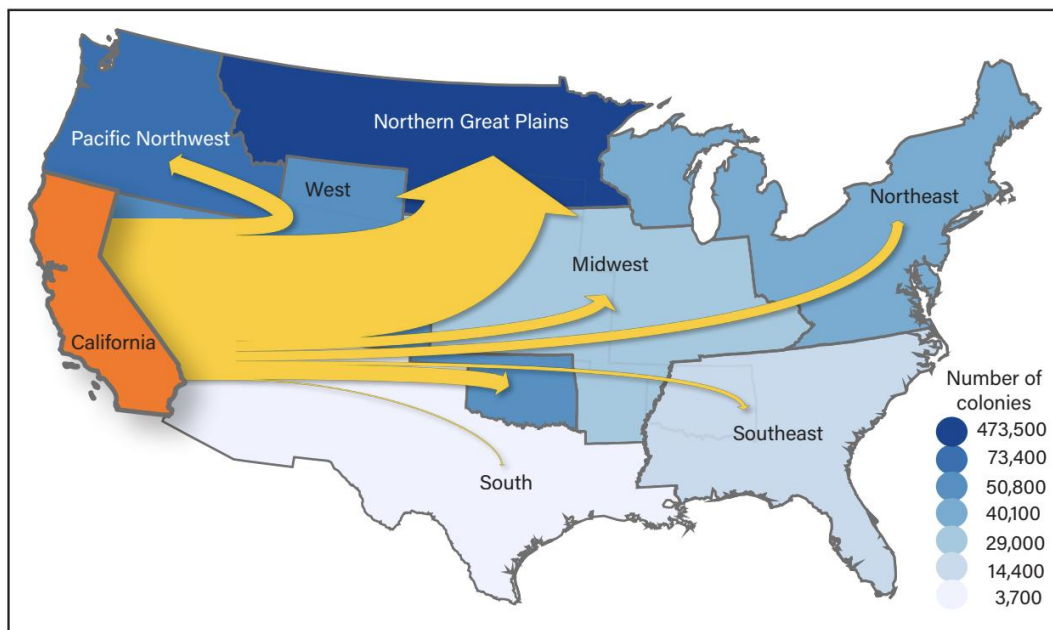 Pacific Northwest
Northern Great Plains
West
Northeast
Midwest
California
Southeast
South
Number of
colonies
473,500
73,400
50,800
40,100
29,000
14,400
3,700